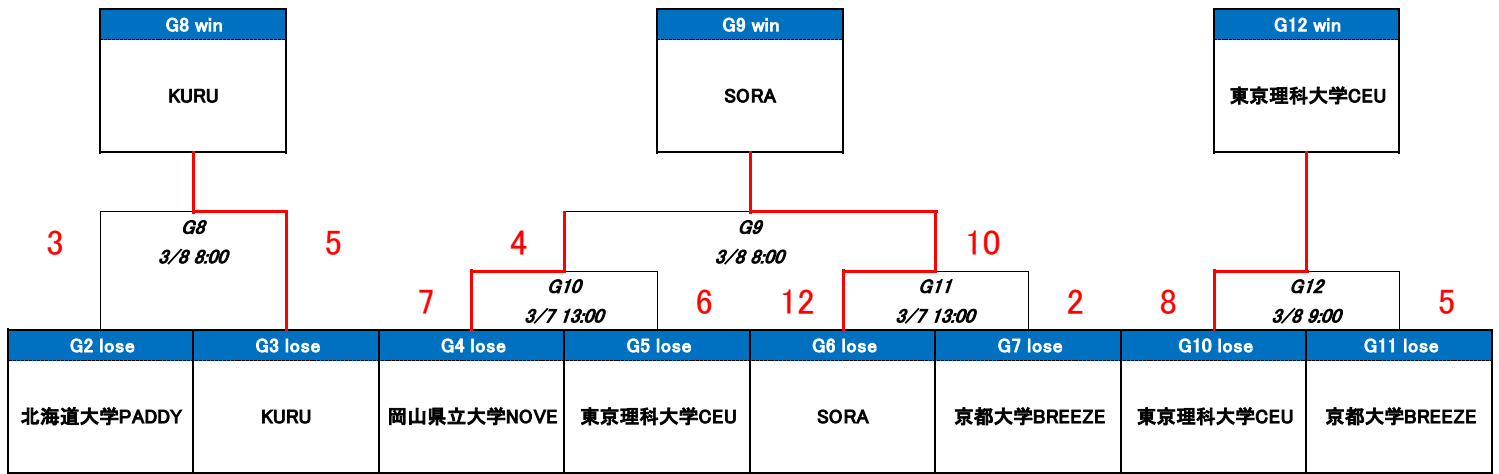 G8 win
G9 win
G12 win
KURU
SORA
東京理科大学CEU
3
G8
3/8 8:00
5
4
G9
3/8 8:00
10
7
G10
3/7 13:00
6
12
G11
3/7 13:00
2
8
G12
3/8 9:00
5
G2 lose
G3 lose
G4 lose
G5 lose
G6 lose
G7 lose
G10 lose
G11 lose
北海道大学PADDY
KURU
岡山県立大学NOVE
東京理科大学CEU
SORA
京都大学BREEZE
東京理科大学CEU
京都大学BREEZE